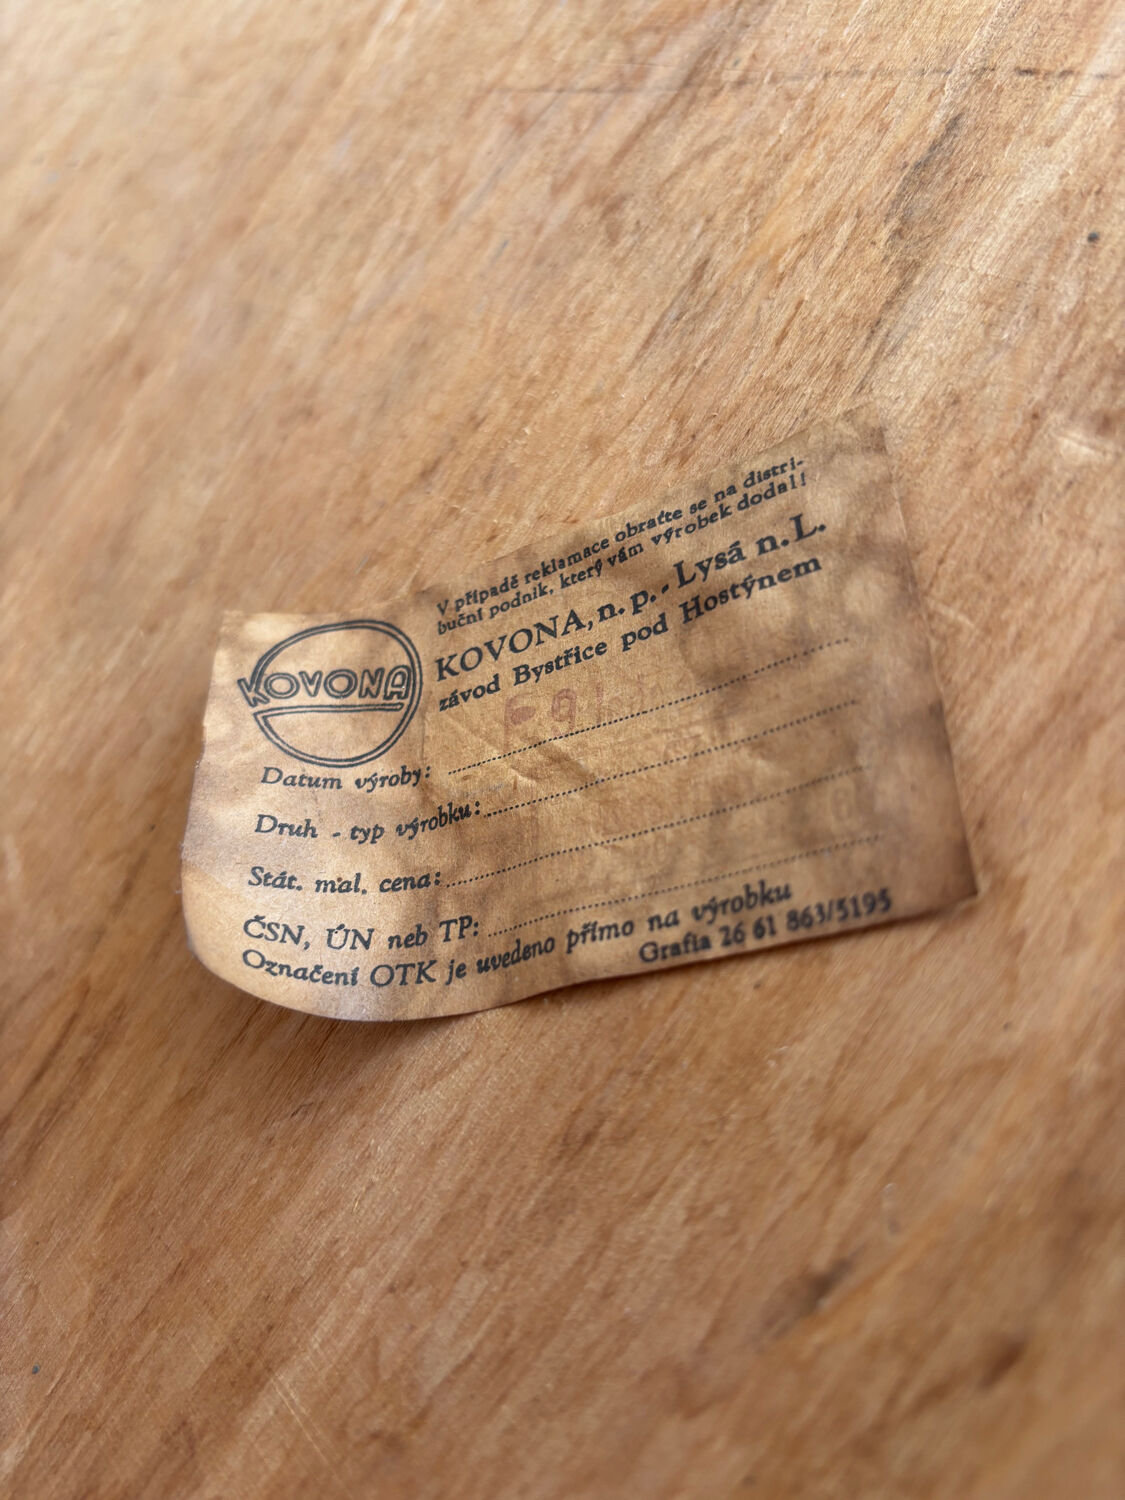 V případě reklamace obraťte se na distri-
buční podnik, který vám výrobek dodal!
KOVONA, n. p. - Lysá n. L.
závod Bystřice pod Hostýnem
KOVONA
Datum výroby:
Druh - typ výrobku:
Stát. mal. cena:
ČSN, ÚN neb TP:
Označení OTK je uvedeno přímo na výrobku
Grafia 26 61 863/5195